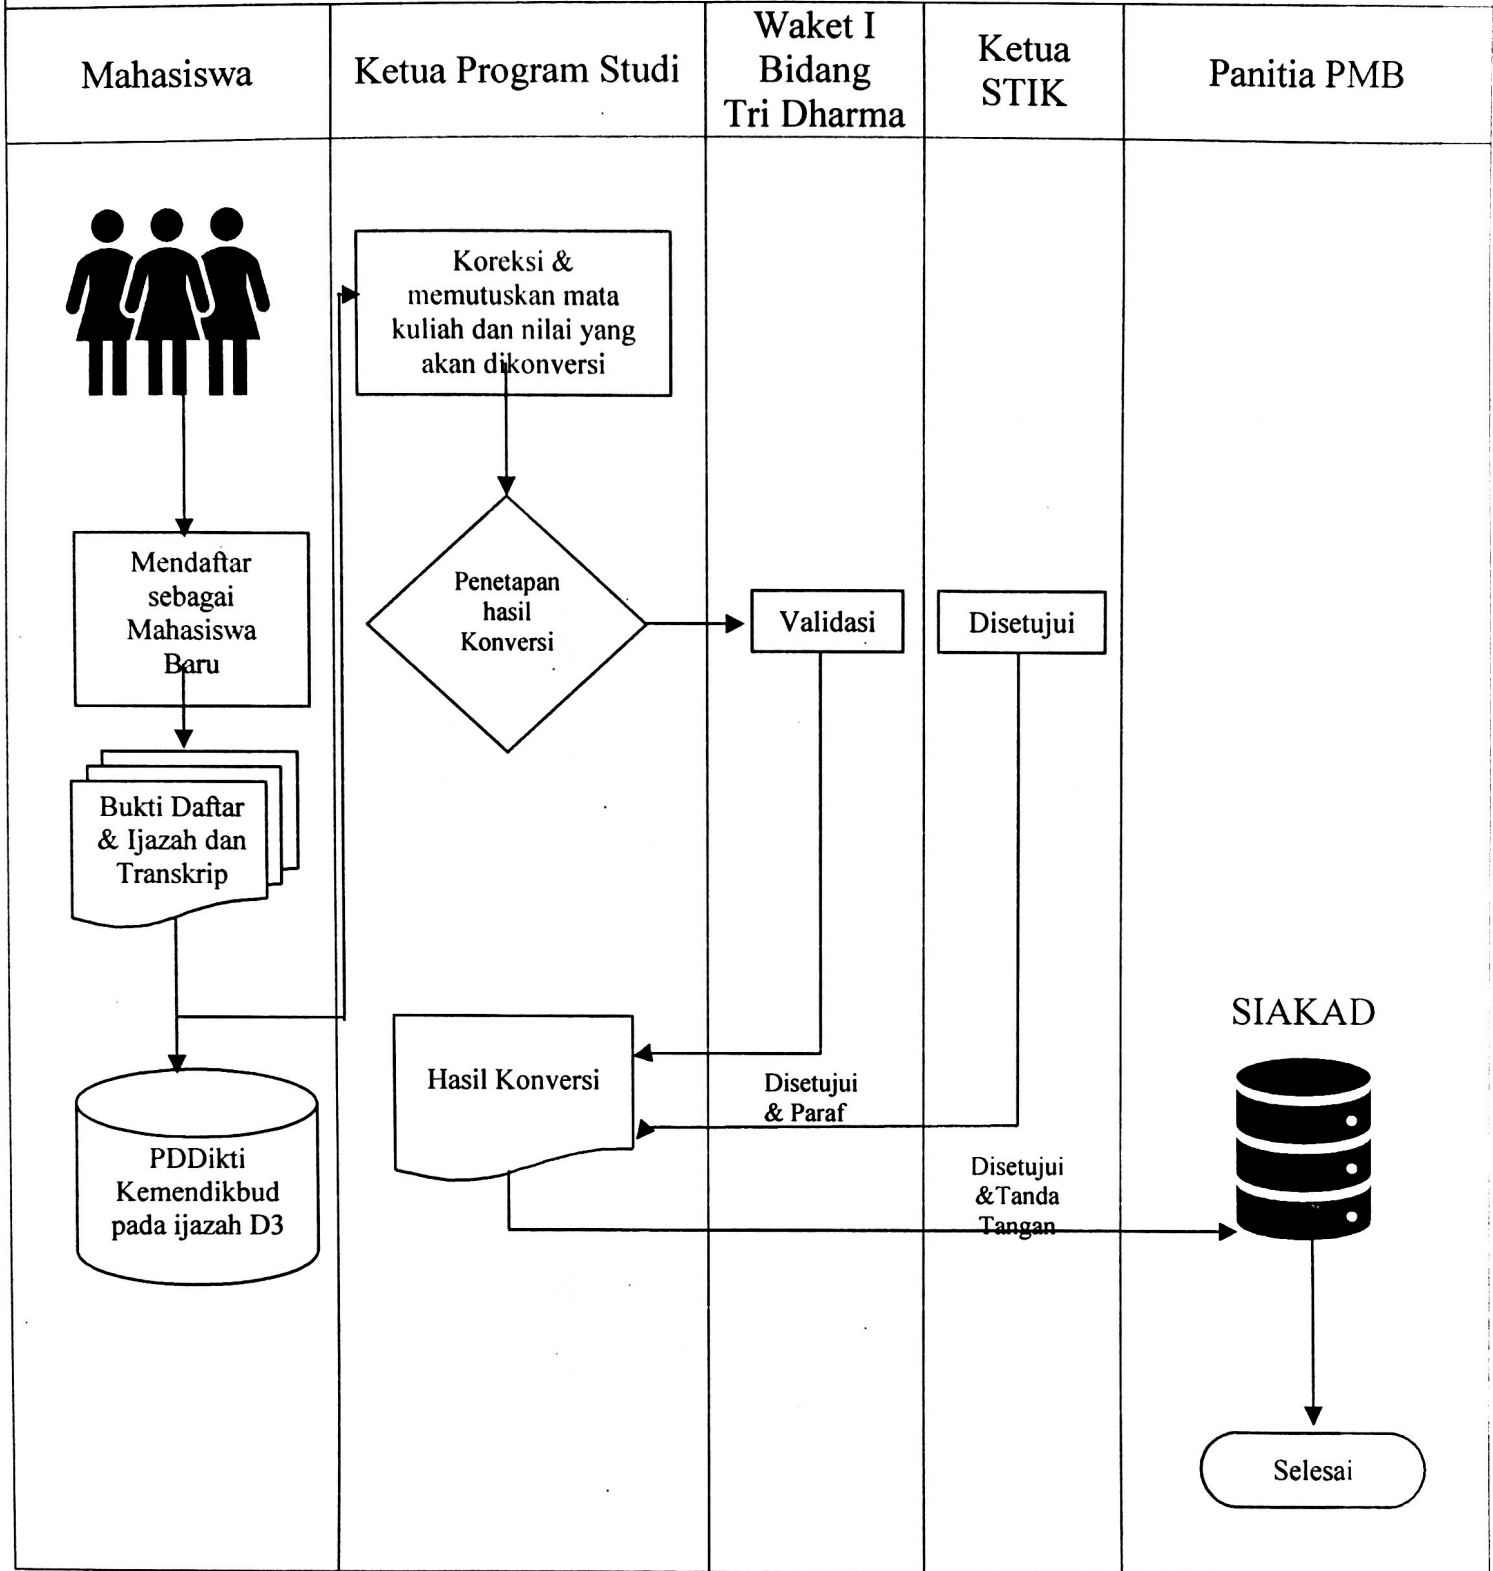 Mahasiswa
Ketua Program Studi
Waket I
Bidang
Tri Dharma
Ketua
STIK
Panitia PMB
Koreksi &
memutuskan mata
kuliah dan nilai yang
akan dikonversi
Mendaftar
sebagai
Mahasiswa
Baru
Penetapan
hasil
Konversi
Validasi
Disetujui
Bukti Daftar
& Ijazah dan
Transkrip
SIAKAD
Hasil Konversi
Disetujui
& Paraf
PDDikti
Kemendikbud
pada ijazah D3
Disetujui
&Tanda
Tangan
Selesai